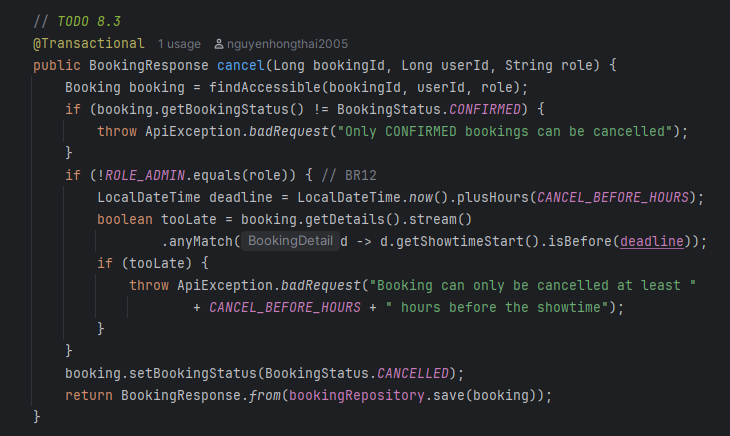 // TODO 8.3
@Transactional 1 usage nguyenhongthai2005
public BookingResponse cancel(Long bookingId, Long userId, String role) {
    Booking booking = findAccessible(bookingId, userId, role);
    if (booking.getBookingStatus() != BookingStatus.CONFIRMED) {
        throw ApiException.badRequest("Only CONFIRMED bookings can be cancelled");
    }
    if (!ROLE_ADMIN.equals(role)) { // BR12
        LocalDateTime deadline = LocalDateTime.now().plusHours(CANCEL_BEFORE_HOURS);
        boolean tooLate = booking.getDetails().stream()
                .anyMatch( BookingDetail d -> d.getShowtimeStart().isBefore(deadline));
        if (tooLate) {
            throw ApiException.badRequest("Booking can only be cancelled at least "
                    + CANCEL_BEFORE_HOURS + " hours before the showtime");
        }
    }
    booking.setBookingStatus(BookingStatus.CANCELLED);
    return BookingResponse.from(bookingRepository.save(booking));
}